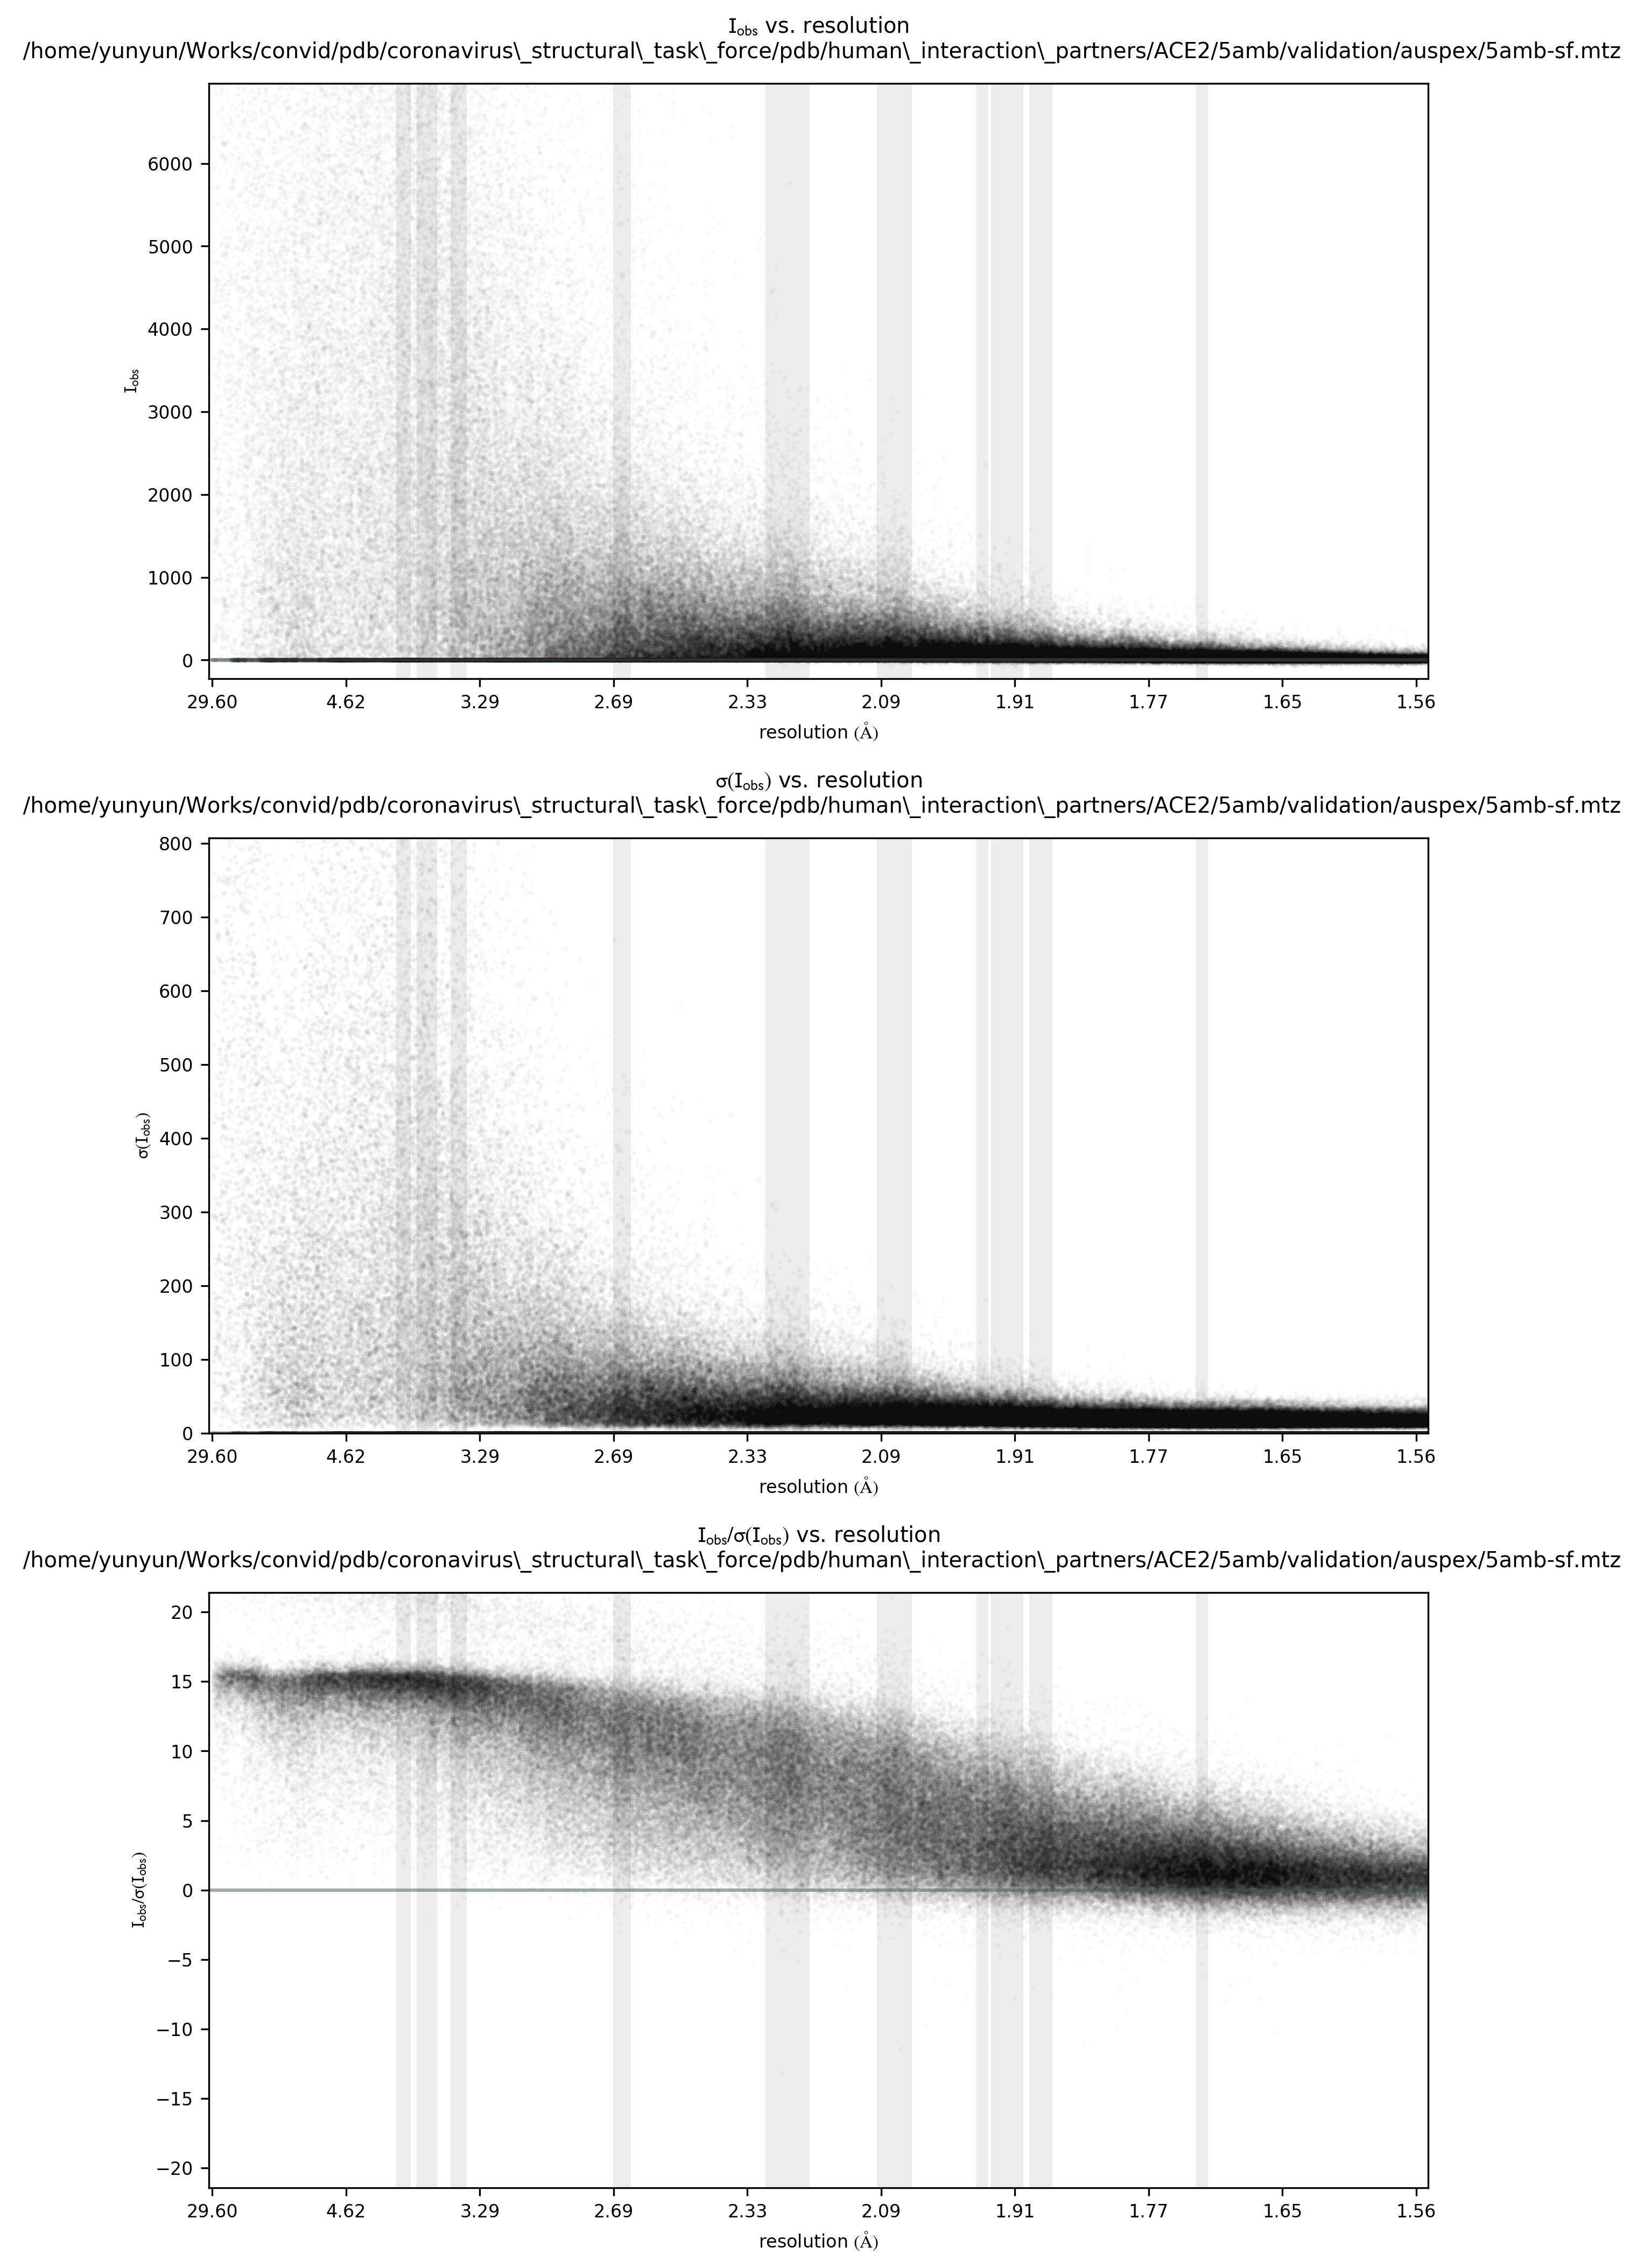 Iobs vs. resolution
/home/yunyun/Works/convid/pdb/coronavirus\_structural\_task\_force/pdb/human\_interaction\_partners/ACE2/5amb/validation/auspex/5amb-sf.mtz
6000
5000
4000
3000
2000
1000
0
Iobs
29.60 4.62 3.29 2.69 2.33 2.09 1.91 1.77 1.65 1.56
resolution (Å)
σ(Iobs) vs. resolution
/home/yunyun/Works/convid/pdb/coronavirus\_structural\_task\_force/pdb/human\_interaction\_partners/ACE2/5amb/validation/auspex/5amb-sf.mtz
800
700
600
500
400
300
200
100
0
σ(Iobs)
29.60 4.62 3.29 2.69 2.33 2.09 1.91 1.77 1.65 1.56
resolution (Å)
Iobs/σ(Iobs) vs. resolution
/home/yunyun/Works/convid/pdb/coronavirus\_structural\_task\_force/pdb/human\_interaction\_partners/ACE2/5amb/validation/auspex/5amb-sf.mtz
20
15
10
5
0
−5
−10
−15
−20
Iobs/σ(Iobs)
29.60 4.62 3.29 2.69 2.33 2.09 1.91 1.77 1.65 1.56
resolution (Å)